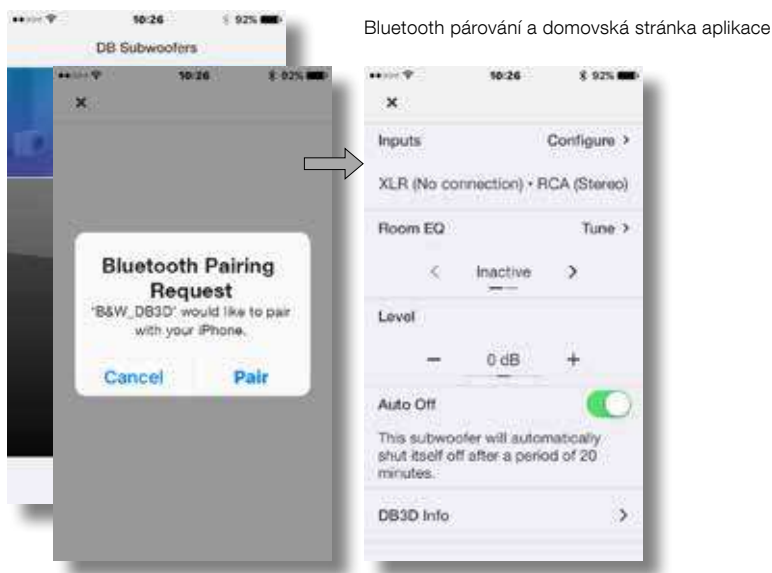 Bluetooth párování a domovská stránka aplikace
10:26 92%
DB Subwoofers
10:26 92%
×
Bluetooth Pairing
Request
"B&W_DB3D" would like to pair
with your iPhone.
Cancel Pair
10:26 92%
×
Inputs Configure >
XLR (No connection) • RCA (Stereo)
Room EQ Tune >
< Inactive >
Level
− 0 dB +
Auto Off
This subwoofer will automatically
shut itself off after a period of 20
minutes.
DB3D Info >